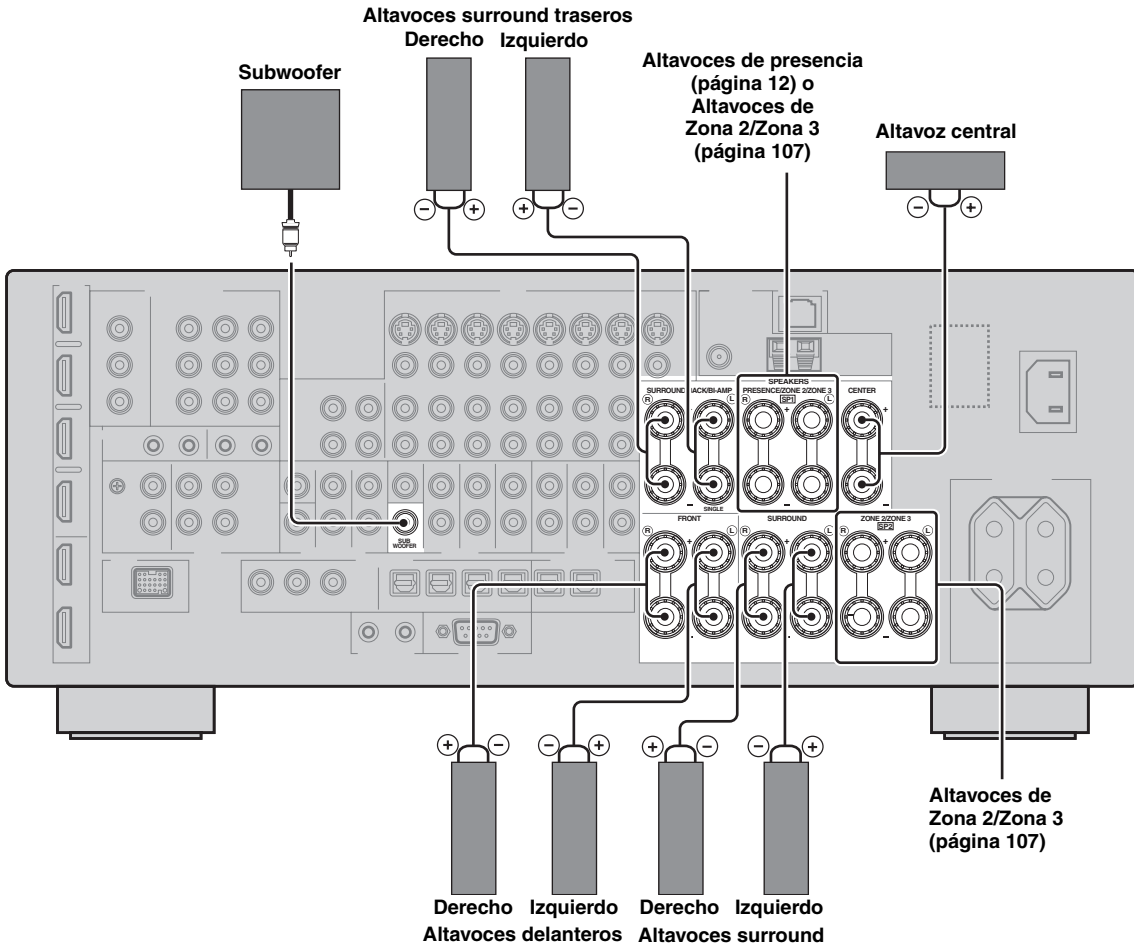 Altavoces surround traseros
Derecho Izquierdo
Subwoofer
Altavoces de presencia
(página 12) o
Altavoces de
Zona 2/Zona 3
(página 107)
Altavoz central
SPEAKERS
SURROUND BACK/BI-AMP
PRESENCE/ZONE 2/ZONE 3
CENTER
R L
R SP1 L
SINGLE
SUB
WOOFER
FRONT
SURROUND
ZONE 2/ZONE 3
R L
R L
R SP2 L
Derecho Izquierdo
Altavoces delanteros
Derecho Izquierdo
Altavoces surround
Altavoces de
Zona 2/Zona 3
(página 107)